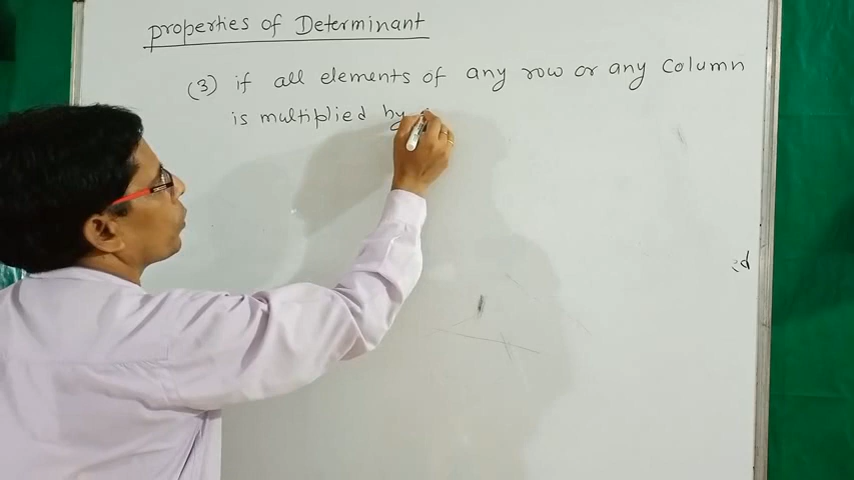 properties of Determinant
(3) if all elements of any row or any column
is multiplied by